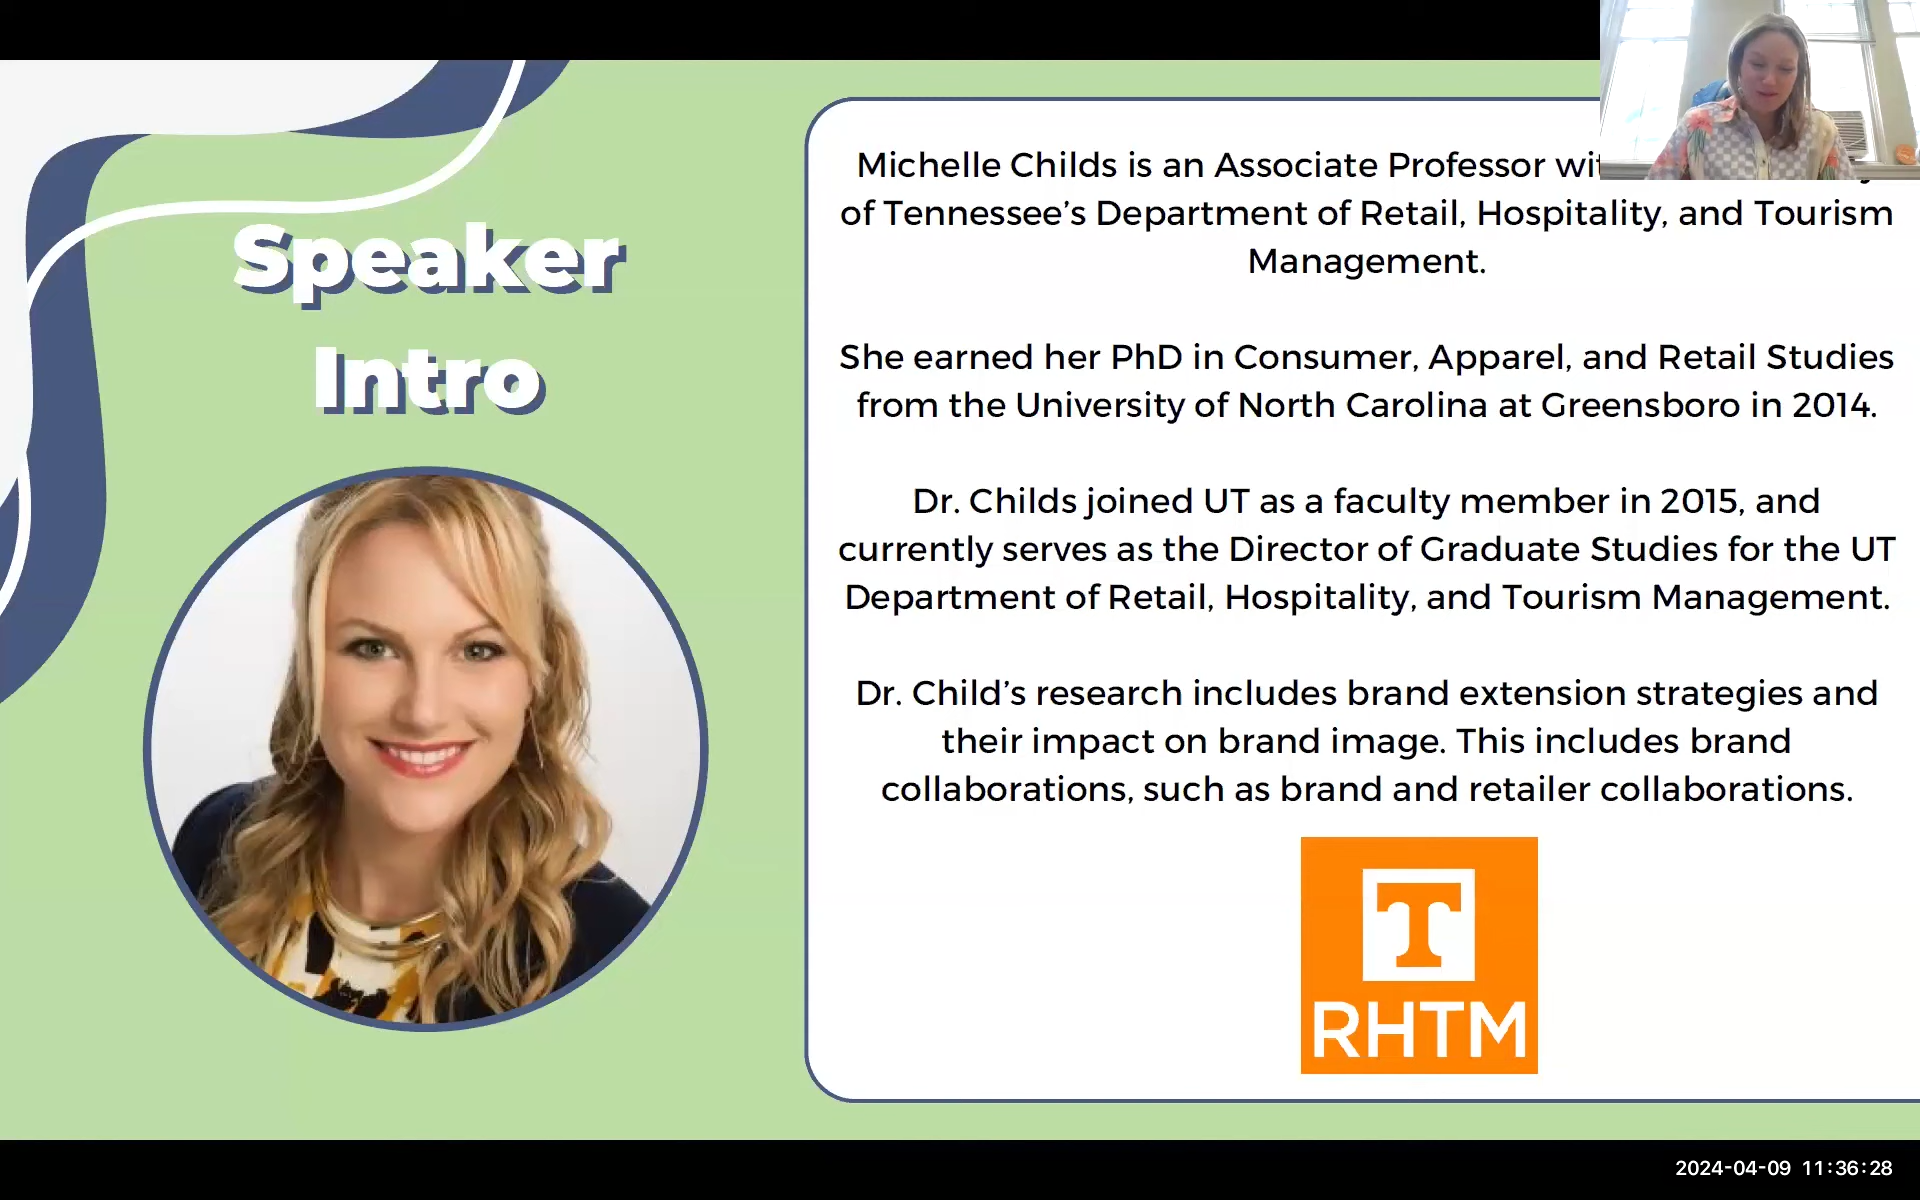 Speaker
Intro
Michelle Childs is an Associate Professor
of Tennessee’s Department of Retail, Hospitality, and Tourism
Management.
She earned her PhD in Consumer, Apparel, and Retail Studies
from the University of North Carolina at Greensboro in 2014.
Dr. Childs joined UT as a faculty member in 2015, and
currently serves as the Director of Graduate Studies for the UT
Department of Retail, Hospitality, and Tourism Management.
Dr. Child’s research includes brand extension strategies and
their impact on brand image. This includes brand
collaborations, such as brand and retailer collaborations.
T
RHTM
2024-04-09 11:36:28